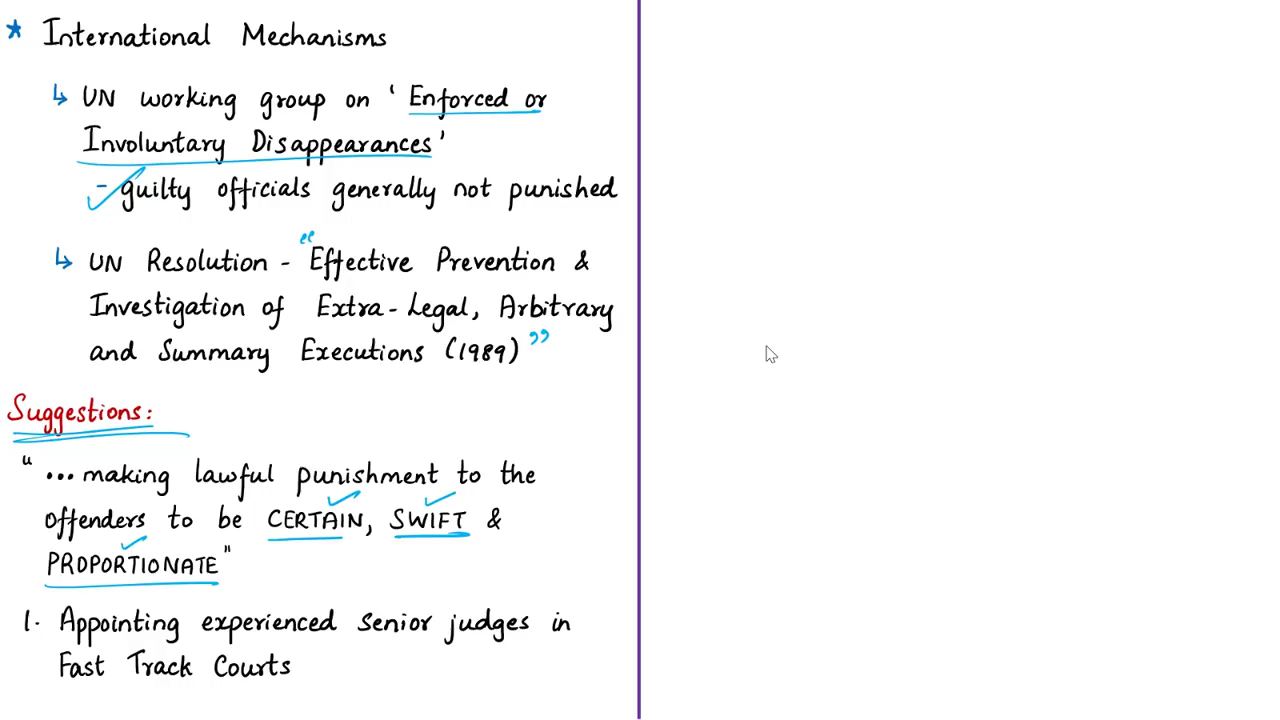 * International Mechanisms
↳ UN working group on ' Enforced or
Involuntary Disappearances '
- guilty officials generally not punished
↳ UN Resolution - " Effective Prevention &
Investigation of Extra-Legal, Arbitrary
and Summary Executions (1989) "
Suggestions:
" ... making lawful punishment to the
offenders to be CERTAIN, SWIFT &
PROPORTIONATE "
1. Appointing experienced senior judges in
Fast Track Courts